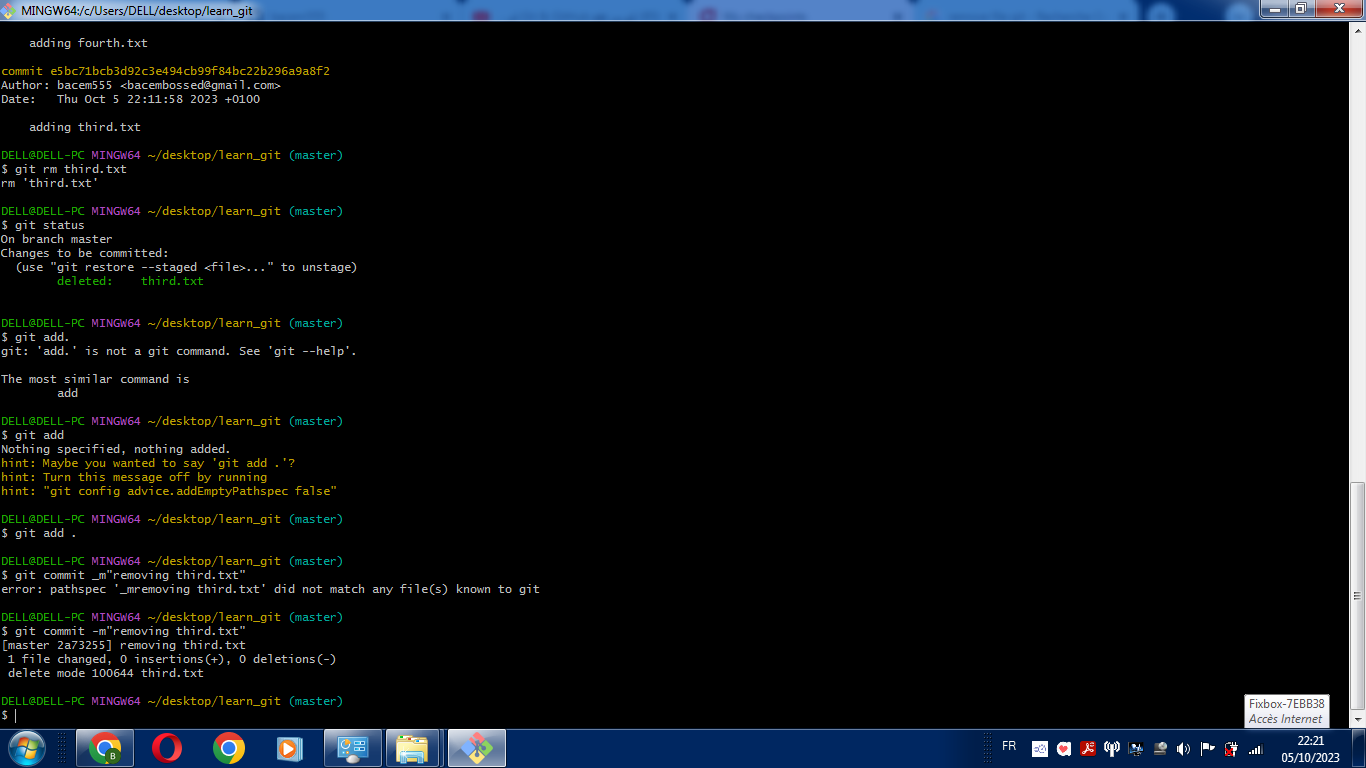 MINGW64:/c/Users/DELL/desktop/learn_git
    adding fourth.txt
commit e5bc71bcb3d92c3e494cb99f84bc22b296a9a8f2
Author: bacem555 <bacembossed@gmail.com>
Date:   Thu Oct 5 22:11:58 2023 +0100
    adding third.txt
DELL@DELL-PC MINGW64 ~/desktop/learn_git (master)
$ git rm third.txt
rm 'third.txt'
DELL@DELL-PC MINGW64 ~/desktop/learn_git (master)
$ git status
On branch master
Changes to be committed:
  (use "git restore --staged <file>..." to unstage)
        deleted:    third.txt
DELL@DELL-PC MINGW64 ~/desktop/learn_git (master)
$ git add.
git: 'add.' is not a git command. See 'git --help'.
The most similar command is
        add
DELL@DELL-PC MINGW64 ~/desktop/learn_git (master)
$ git add
Nothing specified, nothing added.
hint: Maybe you wanted to say 'git add .'?
hint: Turn this message off by running
hint: "git config advice.addEmptyPathspec false"
DELL@DELL-PC MINGW64 ~/desktop/learn_git (master)
$ git add .
DELL@DELL-PC MINGW64 ~/desktop/learn_git (master)
$ git commit _m"removing third.txt"
error: pathspec '_mremoving third.txt' did not match any file(s) known to git
DELL@DELL-PC MINGW64 ~/desktop/learn_git (master)
$ git commit -m"removing third.txt"
[master 2a73255] removing third.txt
 1 file changed, 0 insertions(+), 0 deletions(-)
 delete mode 100644 third.txt
DELL@DELL-PC MINGW64 ~/desktop/learn_git (master)
$
Fixbox-7EBB38
Accès Internet
B
FR
22:21
05/10/2023